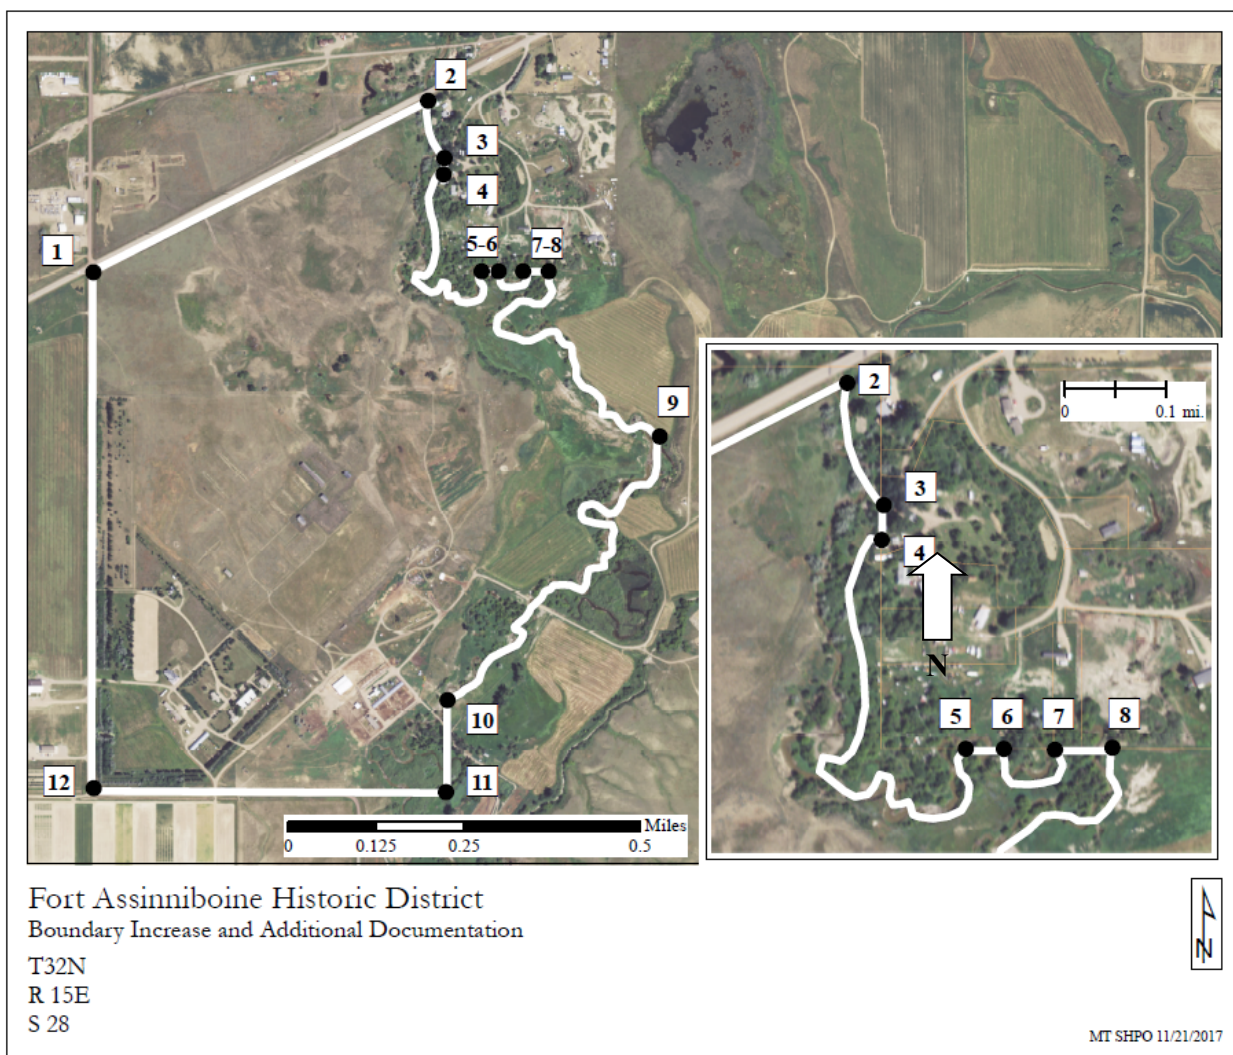 2
3
4
1
5-6
7-8
9
10
11
12
Miles
0 0.125 0.25 0.5
2
0 0.1 mi.
3
4
N
5 6 7 8
Fort Assinniboine Historic District
Boundary Increase and Additional Documentation
T32N
R 15E
S 28
N
MT SHPO 11/21/2017